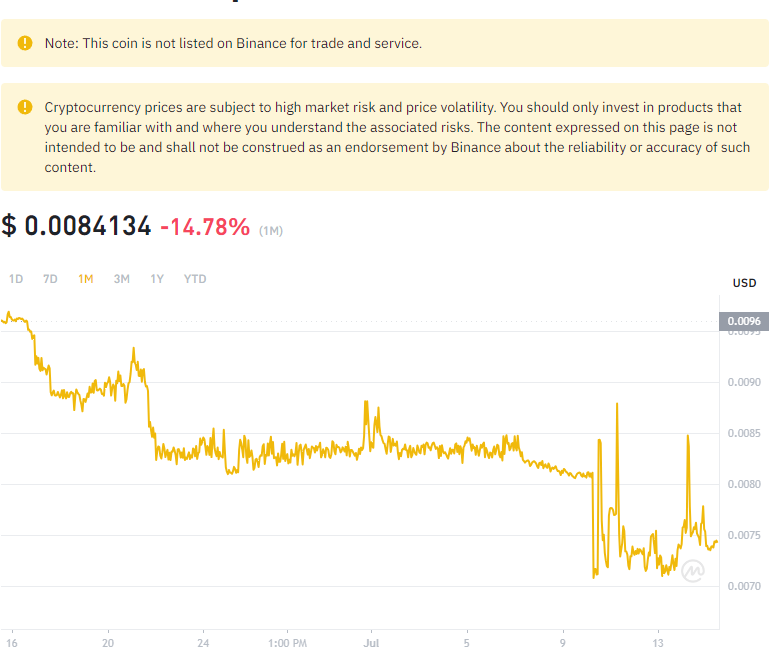 Note: This coin is not listed on Binance for trade and service.
Cryptocurrency prices are subject to high market risk and price volatility. You should only invest in products that
you are familiar with and where you understand the associated risks. The content expressed on this page is not
intended to be and shall not be construed as an endorsement by Binance about the reliability or accuracy of such
content.
$ 0.0084134 -14.78% (1M)
1D 7D 1M 3M 1Y YTD
USD
0.0096
0.0095
0.0090
0.0085
0.0080
0.0075
0.0070
16 20 24 1:00 PM Jul 5 9 13